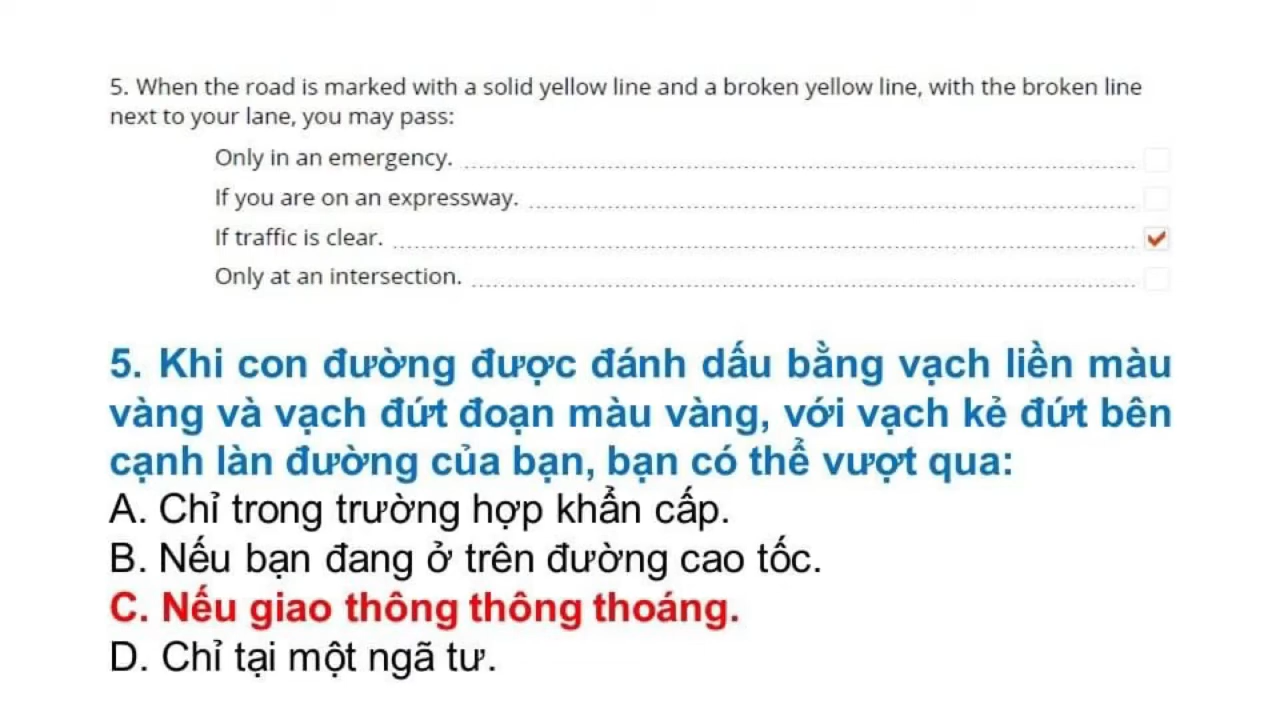 5. When the road is marked with a solid yellow line and a broken yellow line, with the broken line
next to your lane, you may pass:
Only in an emergency.
If you are on an expressway.
If traffic is clear.
Only at an intersection.
5. Khi con đường được đánh dấu bằng vạch liền màu
vàng và vạch đứt đoạn màu vàng, với vạch kẻ đứt bên
cạnh làn đường của bạn, bạn có thể vượt qua:
A. Chỉ trong trường hợp khẩn cấp.
B. Nếu bạn đang ở trên đường cao tốc.
C. Nếu giao thông thông thoáng.
D. Chỉ tại một ngã tư.